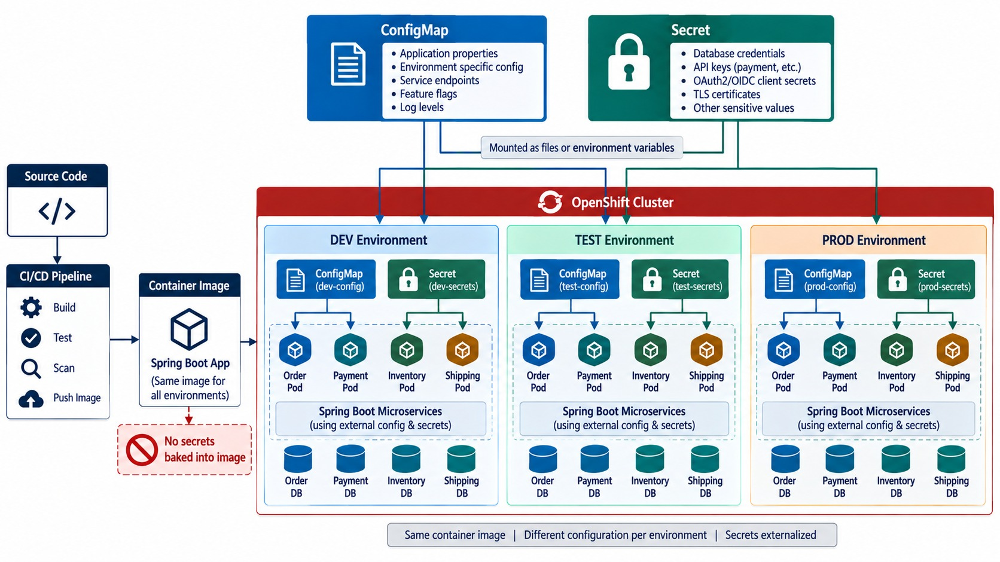 ConfigMap
• Application properties
• Environment specific config
• Service endpoints
• Feature flags
• Log levels
Secret
• Database credentials
• API keys (payment, etc.)
• OAuth2/OIDC client secrets
• TLS certificates
• Other sensitive values
Mounted as files or environment variables
Source Code
</>
CI/CD Pipeline
Build
Test
Scan
Push Image
Container Image
Spring Boot App
(Same image for
all environments)
No secrets
baked into image
OpenShift Cluster
DEV Environment
ConfigMap
(dev-config)
Secret
(dev-secrets)
Order
Pod
Payment
Pod
Inventory
Pod
Shipping
Pod
Spring Boot Microservices
(using external config & secrets)
Order
DB
Payment
DB
Inventory
DB
Shipping
DB
TEST Environment
ConfigMap
(test-config)
Secret
(test-secrets)
Order
Pod
Payment
Pod
Inventory
Pod
Shipping
Pod
Spring Boot Microservices
(using external config & secrets)
Order
DB
Payment
DB
Inventory
DB
Shipping
DB
PROD Environment
ConfigMap
(prod-config)
Secret
(prod-secrets)
Order
Pod
Payment
Pod
Inventory
Pod
Shipping
Pod
Spring Boot Microservices
(using external config & secrets)
Order
DB
Payment
DB
Inventory
DB
Shipping
DB
Same container image | Different configuration per environment | Secrets externalized